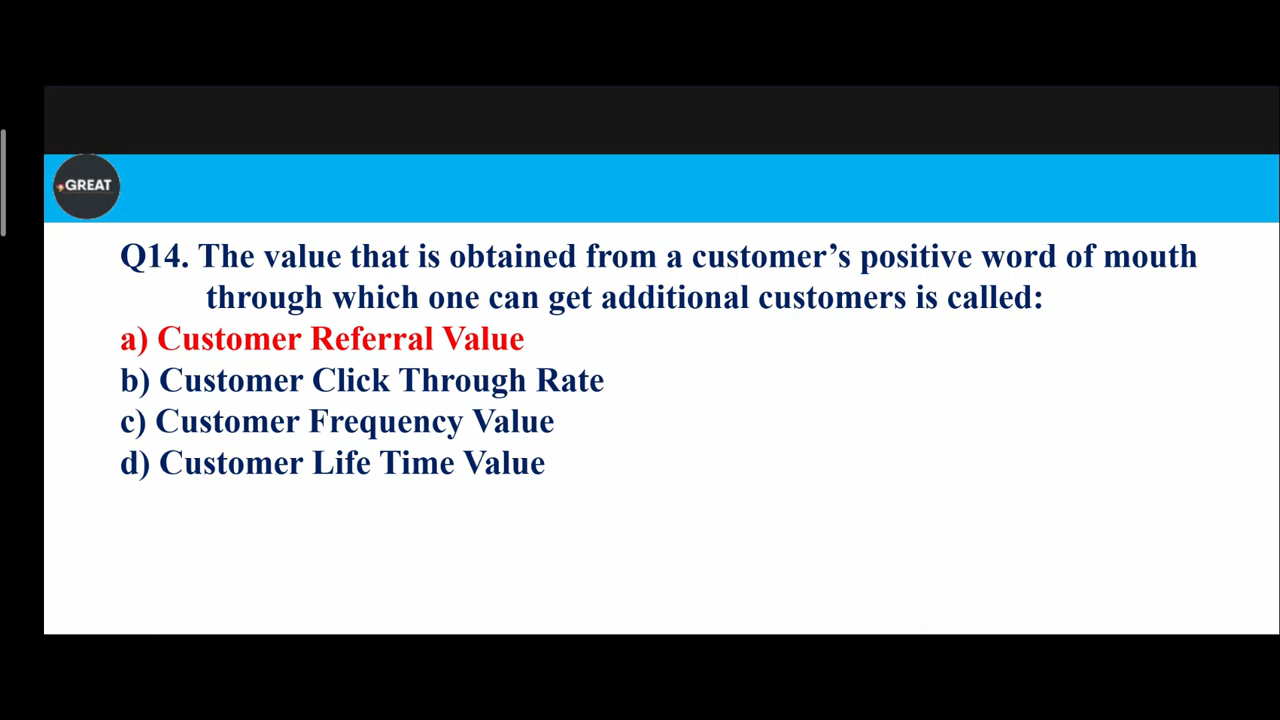 GREAT
Q14. The value that is obtained from a customer’s positive word of mouth
through which one can get additional customers is called:
a) Customer Referral Value
b) Customer Click Through Rate
c) Customer Frequency Value
d) Customer Life Time Value